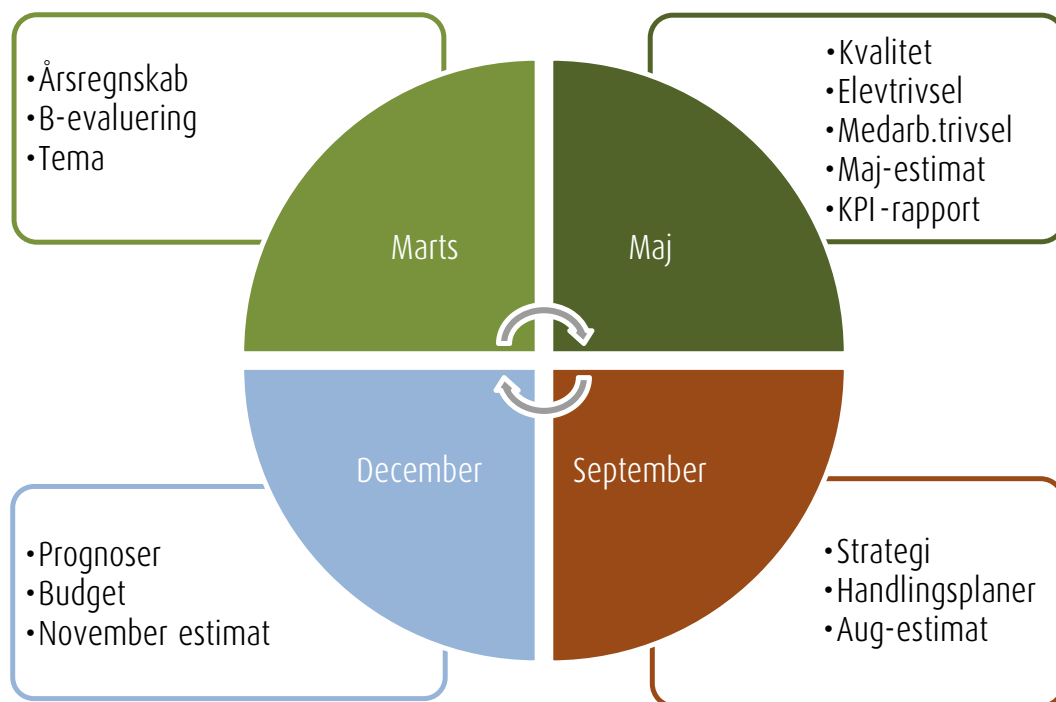 •Årsregnskab
•B-evaluering
•Tema
•Kvalitet
•Elevtrivsel
•Medarb.trivsel
•Maj-estimat
•KPI-rapport
Marts
Maj
December
September
•Prognoser
•Budget
•November estimat
•Strategi
•Handlingsplaner
•Aug-estimat